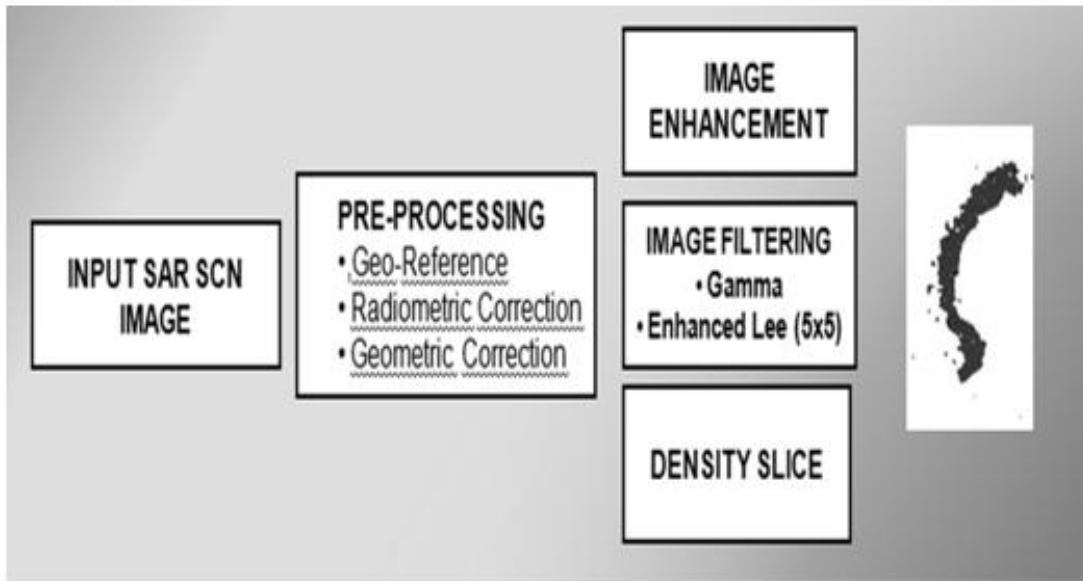 INPUT SAR SCN
IMAGE
PRE-PROCESSING
• Geo-Reference
• Radiometric Correction
• Geometric Correction
IMAGE
ENHANCEMENT
IMAGE FILTERING
• Gamma
• Enhanced Lee (5x5)
DENSITY SLICE